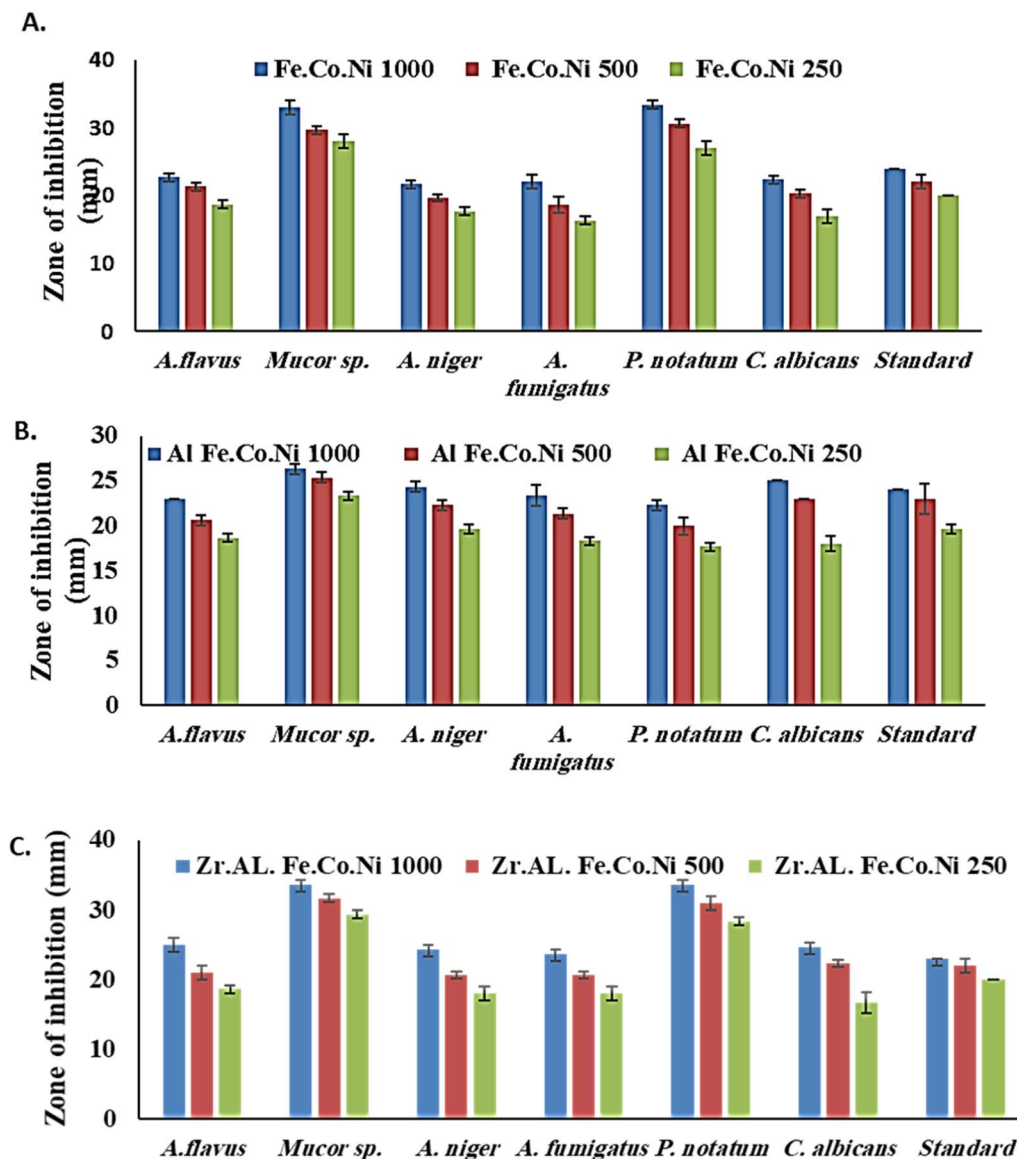 A.
40
Fe.Co.Ni 1000 Fe.Co.Ni 500 Fe.Co.Ni 250
30
20
10
0
Zone of inhibition
(mm)
A.flavus Mucor sp. A. niger A. P. notatum C. albicans Standard
fumigatus
B.
30
Al Fe.Co.Ni 1000 Al Fe.Co.Ni 500 Al Fe.Co.Ni 250
25
20
15
10
5
0
Zone of inhibition
(mm)
A.flavus Mucor sp. A. niger A. P. notatum C. albicans Standard
fumigatus
C.
40
Zr.AL. Fe.Co.Ni 1000 Zr.AL. Fe.Co.Ni 500 Zr.AL. Fe.Co.Ni 250
30
20
10
0
Zone of inhibition (mm)
A.flavus Mucor sp. A. niger A. fumigatus P. notatum C. albicans Standard